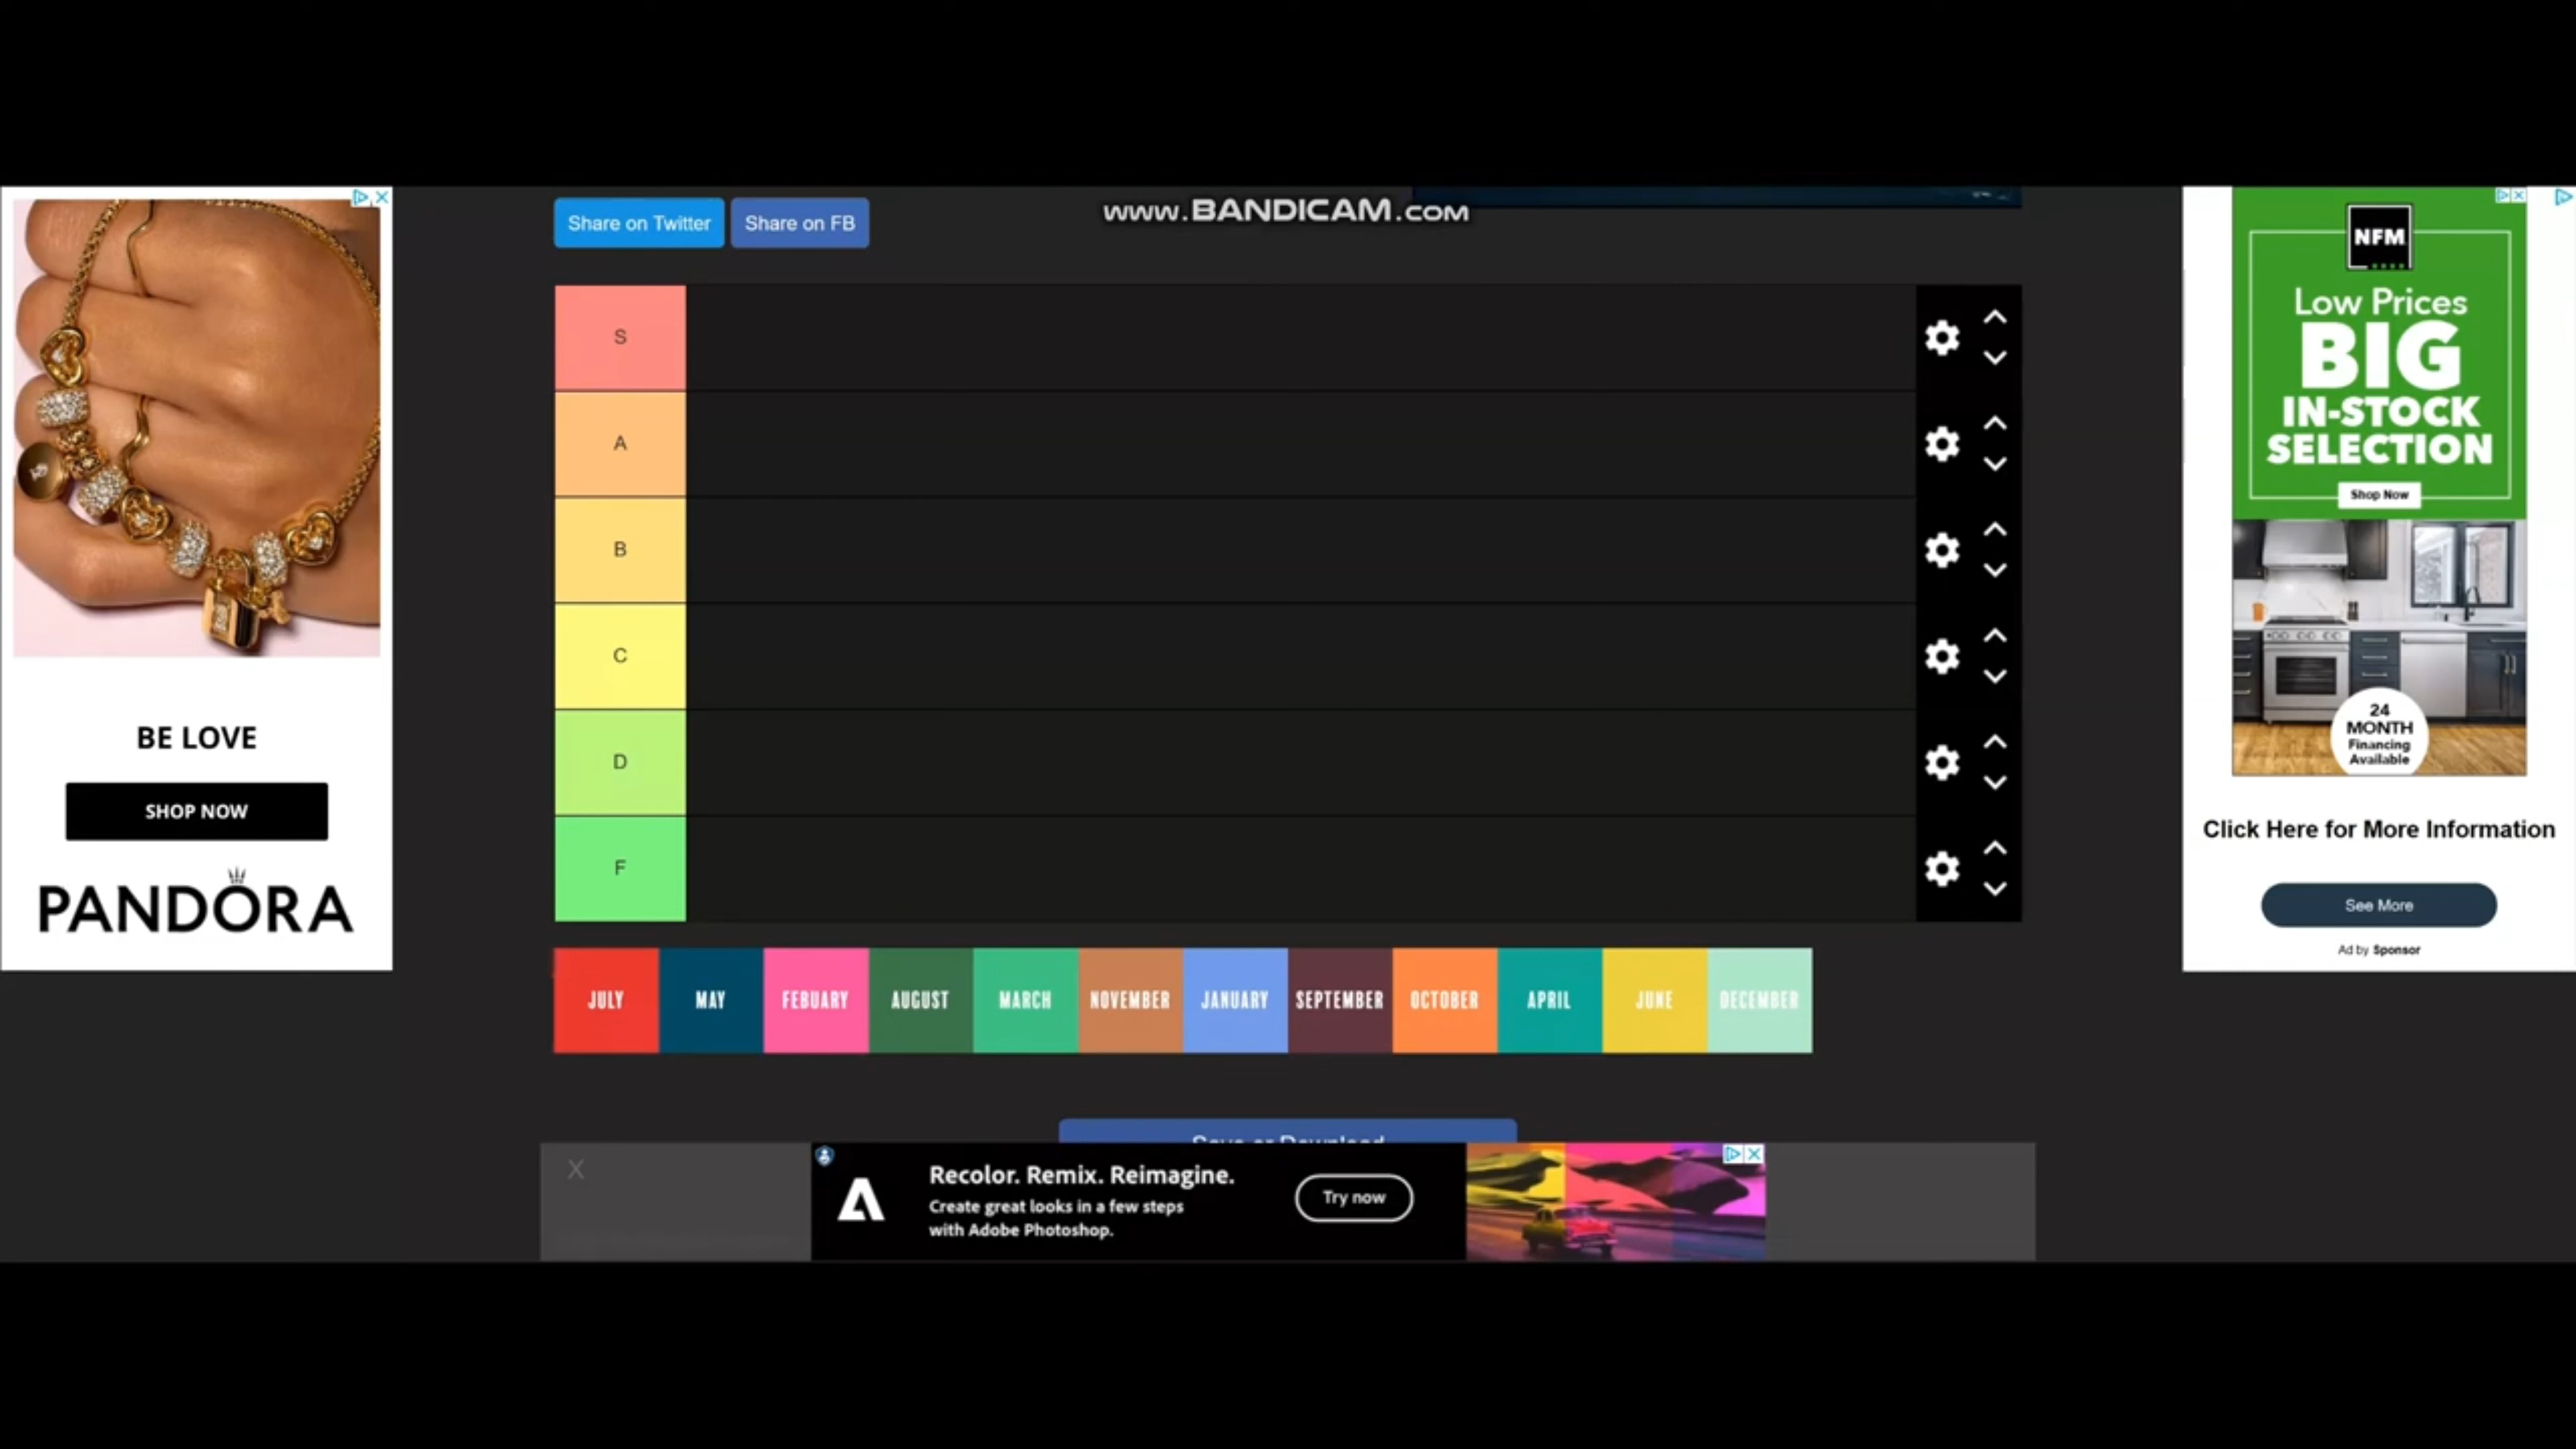 www.BANDICAM.COM
Share on Twitter
Share on FB
S
A
B
C
D
F
JULY
MAY
FEBUARY
AUGUST
MARCH
NOVEMBER
JANUARY
SEPTEMBER
OCTOBER
APRIL
JUNE
DECEMBER
Save or Download
BE LOVE
SHOP NOW
PANDORA
NFM
Low Prices
BIG
IN-STOCK
SELECTION
Shop Now
24
MONTH
Financing
Available
Click Here for More Information
See More
Ad by Sponsor
X
Recolor. Remix. Reimagine.
Create great looks in a few steps
with Adobe Photoshop.
Try now